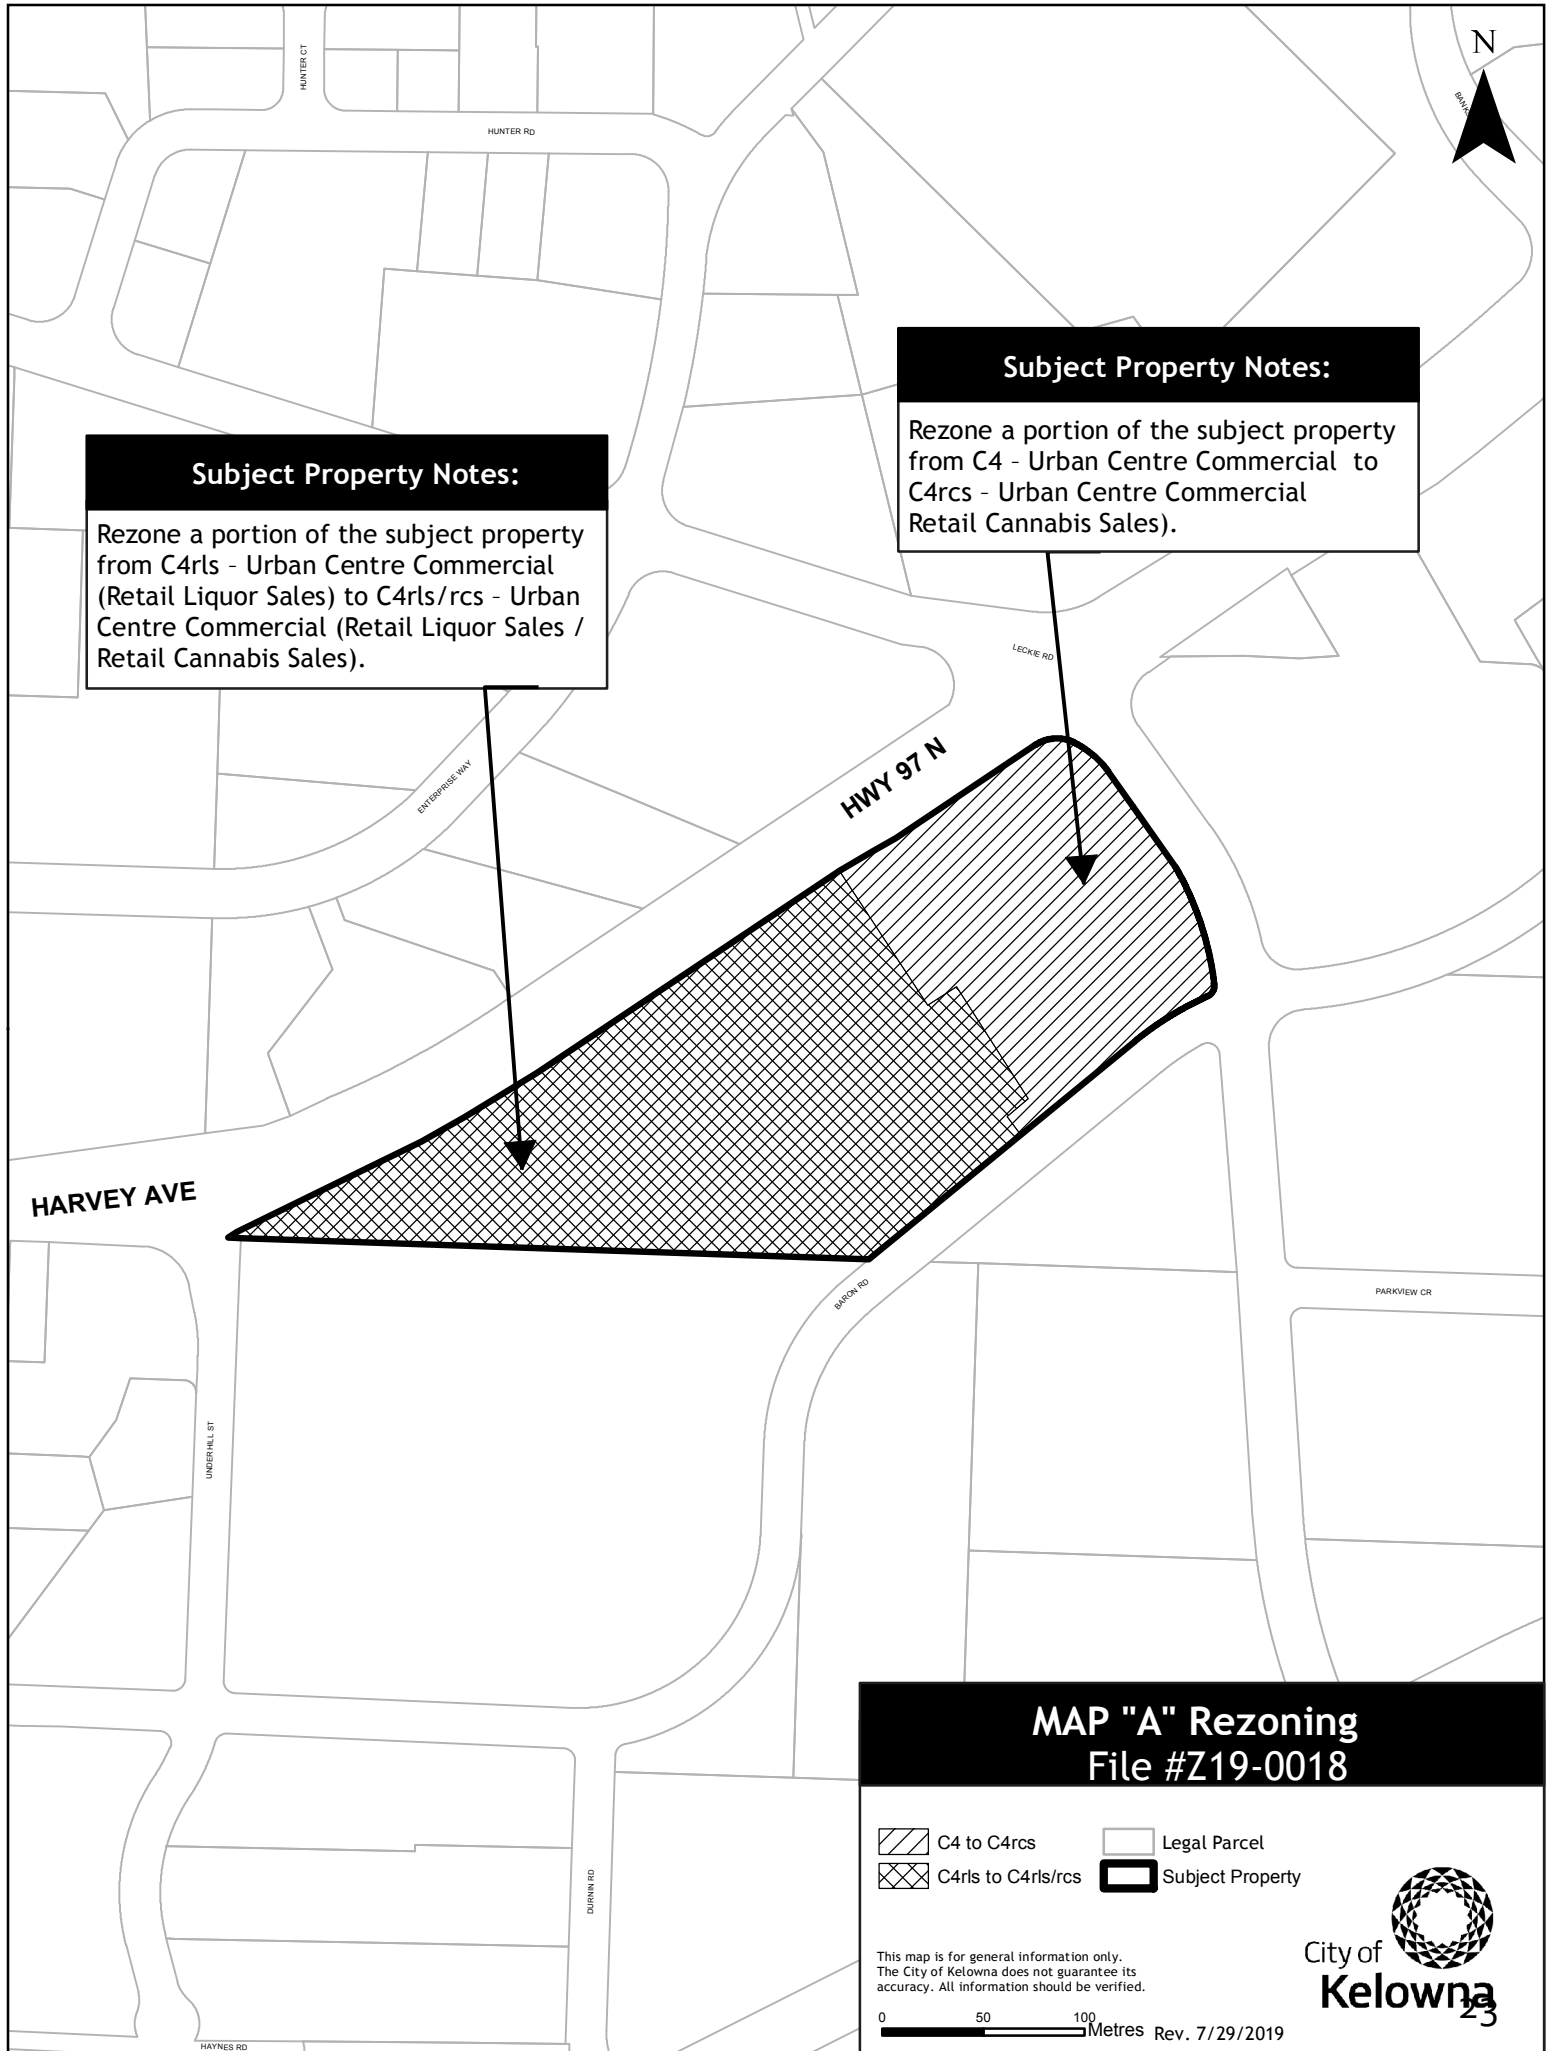 HUNTER CT
HUNTER RD
N
Subject Property Notes:
Rezone a portion of the subject property
from C4 - Urban Centre Commercial to
C4rcs - Urban Centre Commercial
Retail Cannabis Sales).
Subject Property Notes:
Rezone a portion of the subject property
from C4rls - Urban Centre Commercial
(Retail Liquor Sales) to C4rls/rcs - Urban
Centre Commercial (Retail Liquor Sales /
Retail Cannabis Sales).
LECKIE RD
ENTERPRISE WAY
HWY 97 N
HARVEY AVE
BARON RD
PARKVIEW CR
UNDERHILL ST
DURNIN RD
HAYNES RD
MAP "A" Rezoning
File #Z19-0018
C4 to C4rcs
Legal Parcel
C4rls to C4rls/rcs
Subject Property
This map is for general information only.
The City of Kelowna does not guarantee its
accuracy. All information should be verified.
0 50 100
Metres
Rev. 7/29/2019
City of
Kelowna
23